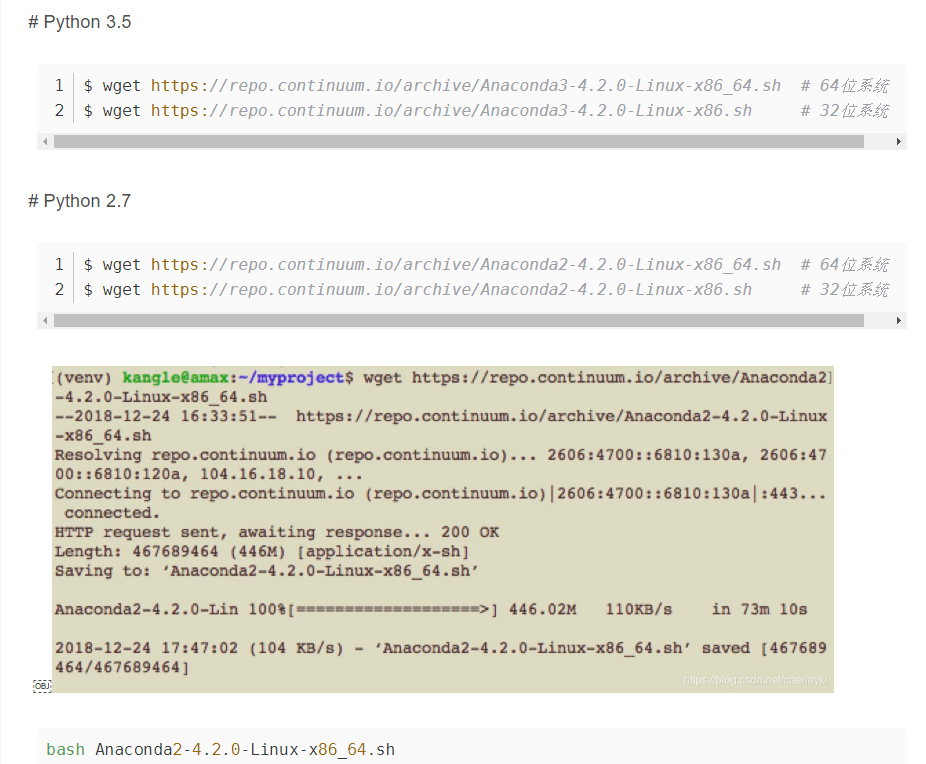 # Python 3.5
1 $ wget https://repo.continuum.io/archive/Anaconda3-4.2.0-Linux-x86_64.sh # 64位系统
2 $ wget https://repo.continuum.io/archive/Anaconda3-4.2.0-Linux-x86.sh # 32位系统
# Python 2.7
1 $ wget https://repo.continuum.io/archive/Anaconda2-4.2.0-Linux-x86_64.sh # 64位系统
2 $ wget https://repo.continuum.io/archive/Anaconda2-4.2.0-Linux-x86.sh # 32位系统
(venv) kangle@amax:~/myproject$ wget https://repo.continuum.io/archive/Anaconda2
-4.2.0-Linux-x86_64.sh
--2018-12-24 16:33:51-- https://repo.continuum.io/archive/Anaconda2-4.2.0-Linux
-x86_64.sh
Resolving repo.continuum.io (repo.continuum.io)... 2606:4700::6810:130a, 2606:47
00::6810:120a, 104.16.18.10, ...
Connecting to repo.continuum.io (repo.continuum.io)|2606:4700::6810:130a|:443...
connected.
HTTP request sent, awaiting response... 200 OK
Length: 467689464 (446M) [application/x-sh]
Saving to: ‘Anaconda2-4.2.0-Linux-x86_64.sh’
Anaconda2-4.2.0-Lin 100%[===================>] 446.02M 110KB/s in 73m 10s
2018-12-24 17:47:02 (104 KB/s) - ‘Anaconda2-4.2.0-Linux-x86_64.sh’ saved [467689
464/467689464]
https://blog.csdn.net/cheneykl
OBJ
bash Anaconda2-4.2.0-Linux-x86_64.sh